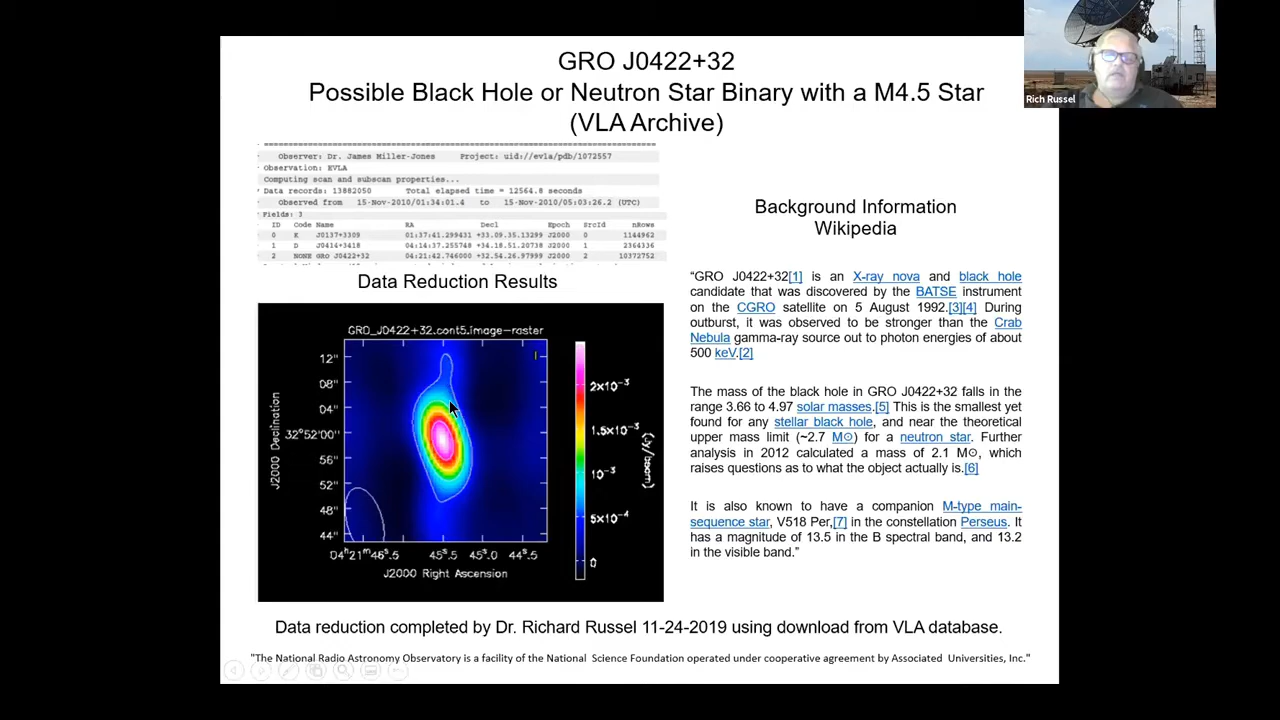 GRO J0422+32
Possible Black Hole or Neutron Star Binary with a M4.5 Star
(VLA Archive)
Rich Russel
Observer: Dr. James Miller-Jones Project: uid://evla/pdb/1072557
Observation: EVLA
Computing scan and subscan properties...
Data records: 13882050 Total elapsed time = 12564.8 seconds
Observed from 15-Nov-2010/01:34:01.4 to 15-Nov-2010/05:03:26.2 (UTC)
Fields: 3
ID Code Name RA Decl Epoch SrcId nRows
0 K J0137+3309 01:37:41.299431 +33.09.35.13299 J2000 0 1144962
1 D J0414+3418 04:14:37.255748 +34.18.51.20738 J2000 1 2364336
2 NONE GRO J0422+32 04:21:42.746000 +32.54.26.97999 J2000 2 10372752
Data Reduction Results
GRO_J0422+32.cont5.image-raster
12"
08"
04"
32°52'00"
56"
52"
48"
44"
J2000 Declination
45s.5
45s.0
44s.5
J2000 Right Ascension
2×10⁻³
1.5×10⁻³
10⁻³
5×10⁻⁴
0
(Jy/beam)
Background Information
Wikipedia
“GRO J0422+32[1] is an X-ray nova and black hole
candidate that was discovered by the BATSE instrument
on the CGRO satellite on 5 August 1992.[3][4] During
outburst, it was observed to be stronger than the Crab
Nebula gamma-ray source out to photon energies of about
500 keV.[2]
The mass of the black hole in GRO J0422+32 falls in the
range 3.66 to 4.97 solar masses.[5] This is the smallest yet
found for any stellar black hole, and near the theoretical
upper mass limit (~2.7 M⊙) for a neutron star. Further
analysis in 2012 calculated a mass of 2.1 M⊙, which
raises questions as to what the object actually is.[6]
It is also known to have a companion M-type main-
sequence star, V518 Per,[7] in the constellation Perseus. It
has a magnitude of 13.5 in the B spectral band, and 13.2
in the visible band.”
Data reduction completed by Dr. Richard Russel 11-24-2019 using download from VLA database.
"The National Radio Astronomy Observatory is a facility of the National Science Foundation operated under cooperative agreement by Associated Universities, Inc."